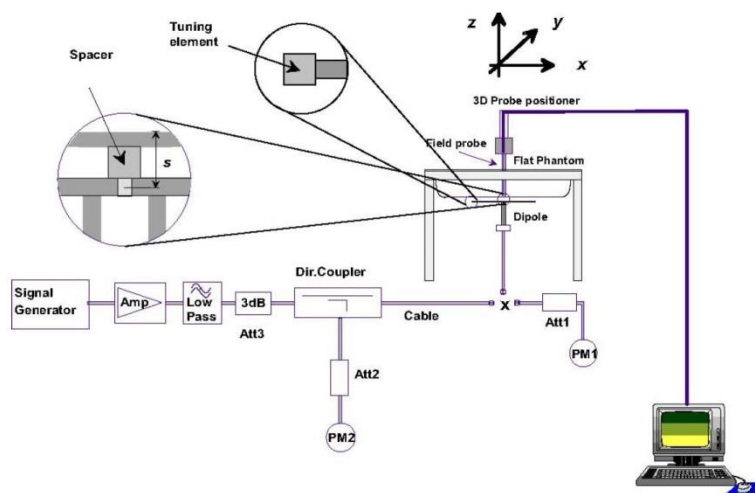 Tuning
element
Spacer
s
z
y
x
3D Probe positioner
Field probe
Flat Phantom
Dipole
Signal
Generator
Amp
Low
Pass
3dB
Att3
Dir.Coupler
Cable
x
Att1
PM1
Att2
PM2